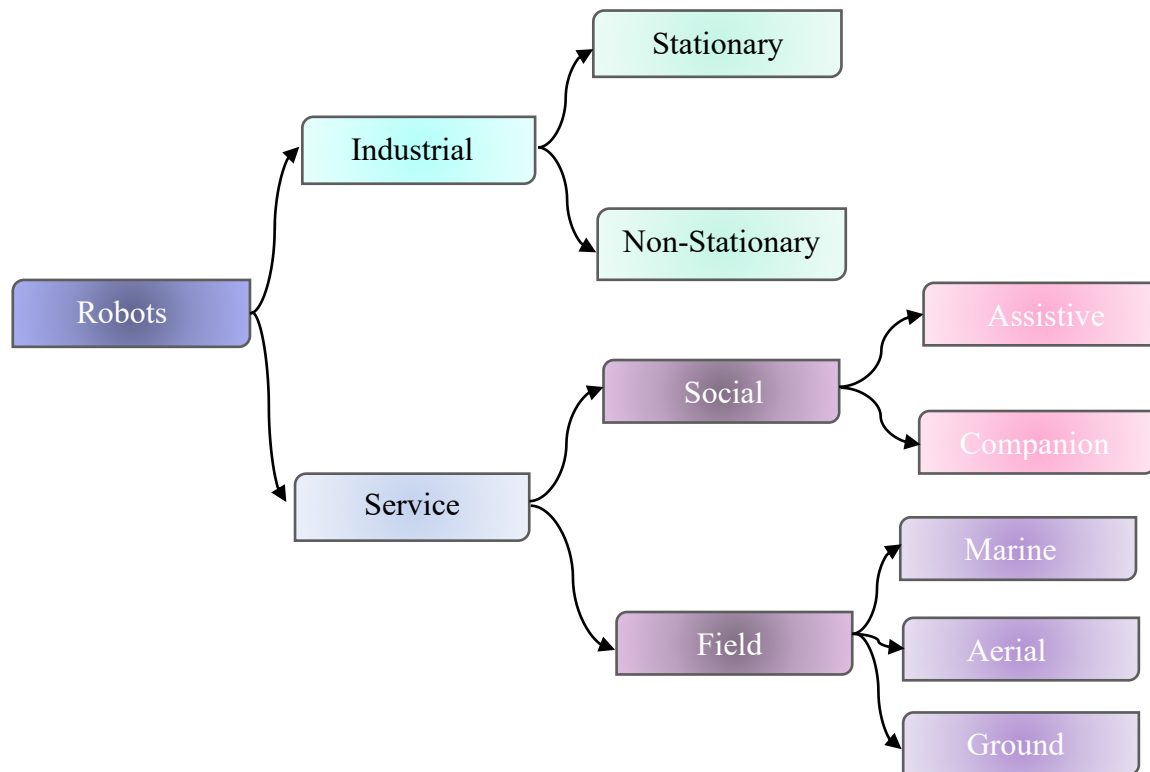 Stationary
Industrial
Non-Stationary
Robots
Assistive
Social
Companion
Service
Marine
Field
Aerial
Ground